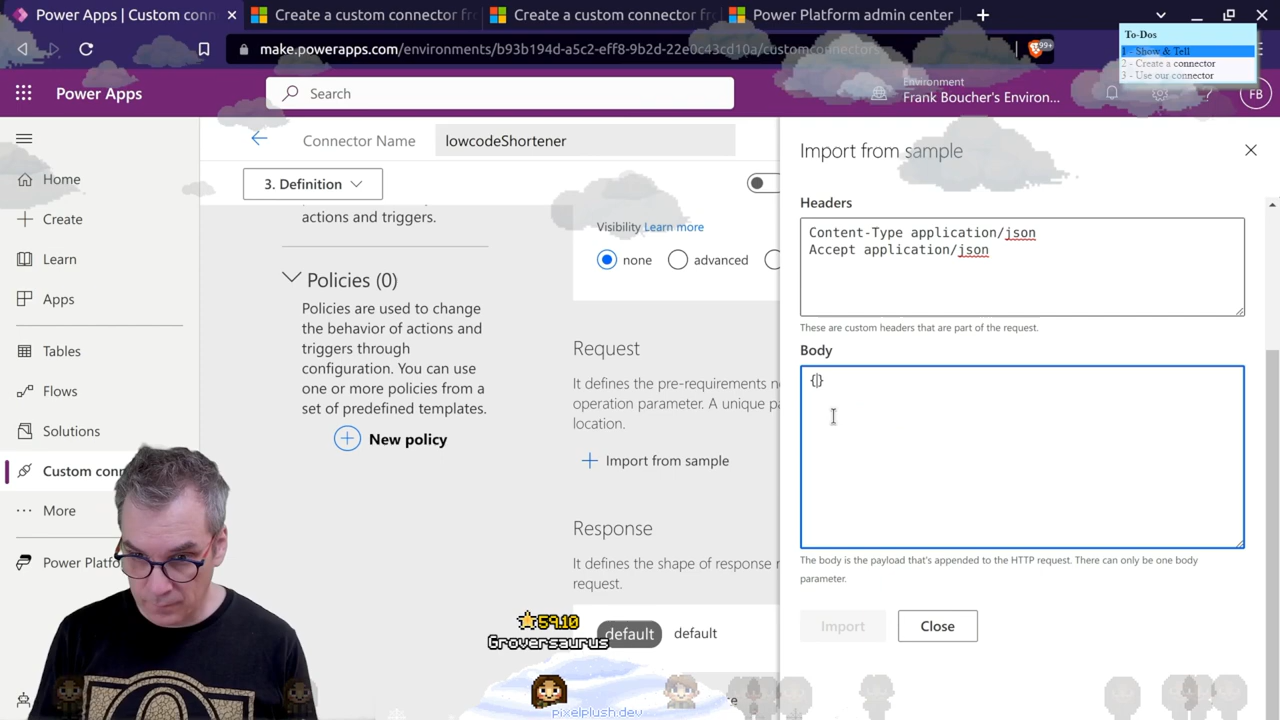 Power Apps | Custom conn
Create a custom connector fro
Create a custom connector fro
Power Platform admin center
make.powerapps.com/environments/b93b194d-a5c2-eff8-9b2d-22e0c43cd10a/customconnectors
99+
To-Dos
1 - Show & Tell
2 - Create a connector
3 - Use our connector
Power Apps
Search
Environment
Frank Boucher's Environ...
FB
Home
Create
Learn
Apps
Tables
Flows
Solutions
Custom conn
More
Power Platfo
Connector Name
lowcodeShortener
3. Definition
actions and triggers.
Policies (0)
Policies are used to change
the behavior of actions and
triggers through
configuration. You can use
one or more policies from a
set of predefined templates.
New policy
Visibility Learn more
none
advanced
Request
It defines the pre-requirements n
operation parameter. A unique pa
location.
Import from sample
Response
It defines the shape of response r
request.
default
default
Import from sample
Headers
Content-Type application/json
Accept application/json
These are custom headers that are part of the request.
Body
{}
The body is the payload that's appended to the HTTP request. There can only be one body
parameter.
Import
Close
59.10
Groversaurus
pixelplush.dev